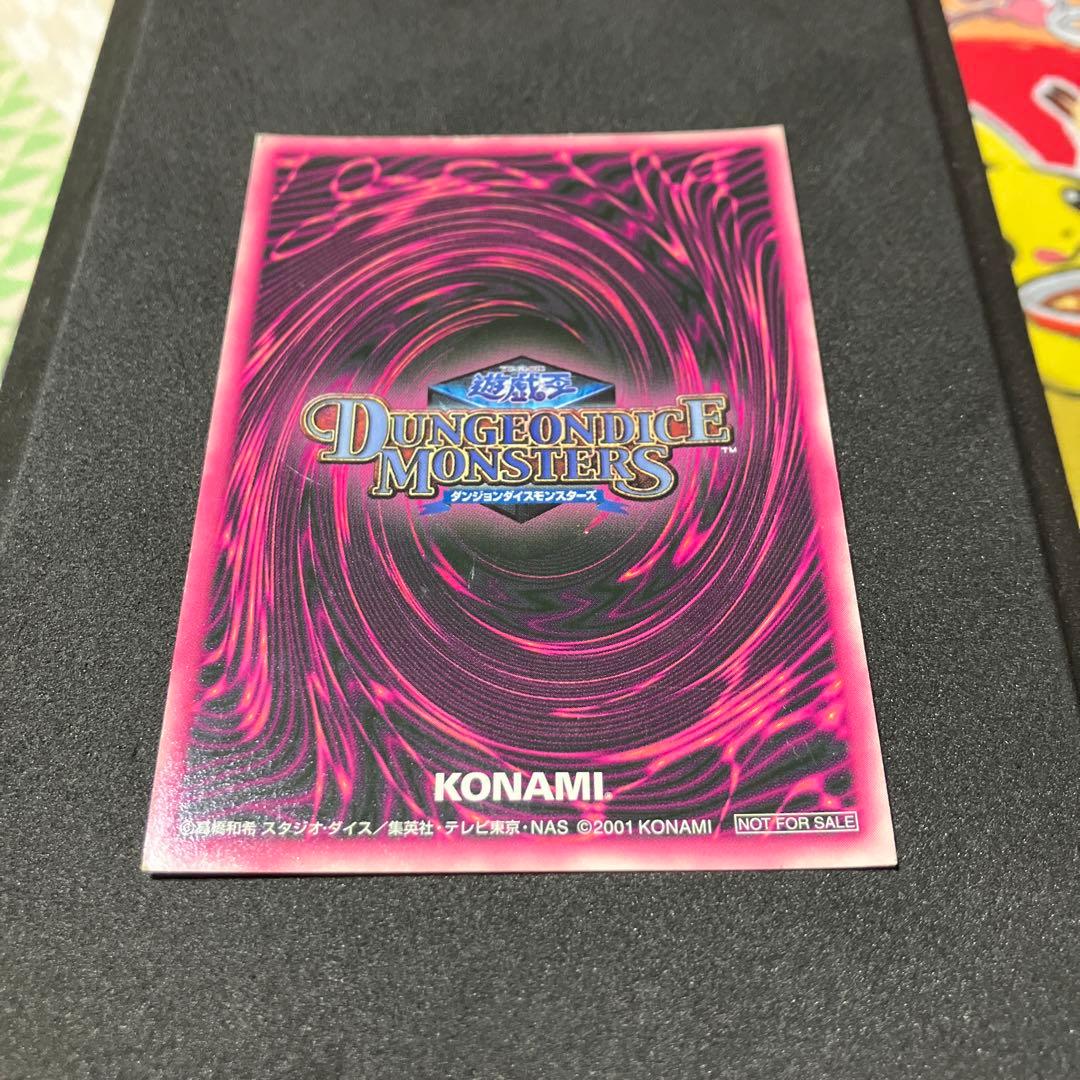 遊戯王
DUNGEONDICE
MONSTERS™
ダンジョンダイスモンスターズ
KONAMI®
©高橋和希 スタジオ・ダイス／集英社・テレビ東京・NAS ©2001 KONAMI NOT FOR SALE